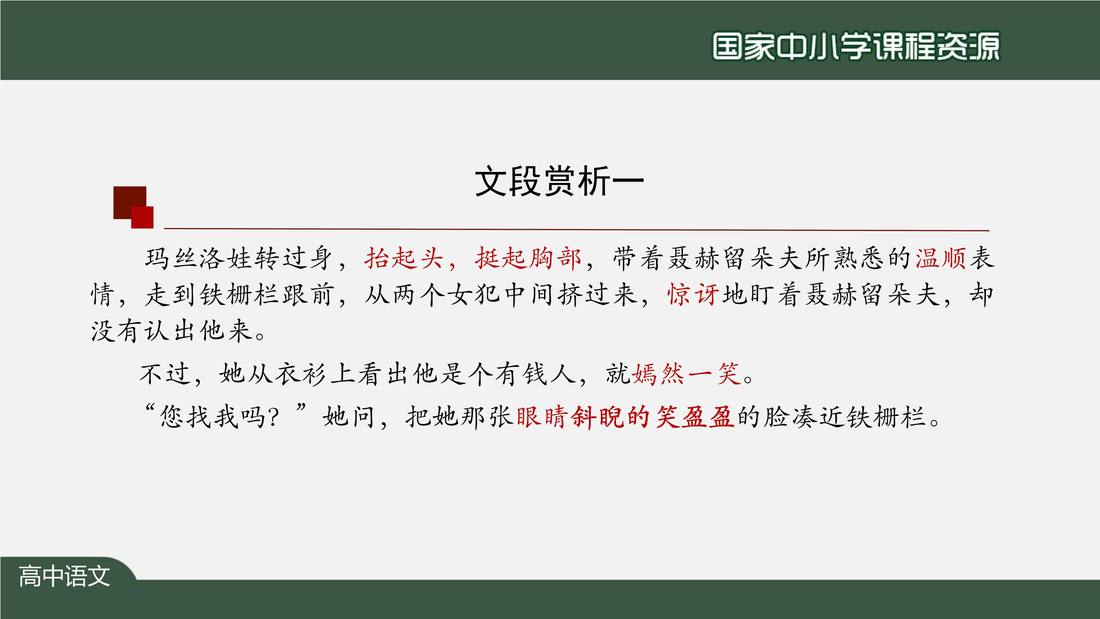 国家中小学课程资源
文段赏析一
玛丝洛娃转过身，抬起头，挺起胸部，带着聂赫留朵夫所熟悉的温顺表
情，走到铁栅栏跟前，从两个女犯中间挤过来，惊讶地盯着聂赫留朵夫，却
没有认出他来。
不过，她从衣衫上看出他是个有钱人，就嫣然一笑。
“您找我吗？”她问，把她那张眼睛斜睨的笑盈盈的脸凑近铁栅栏。
高中语文